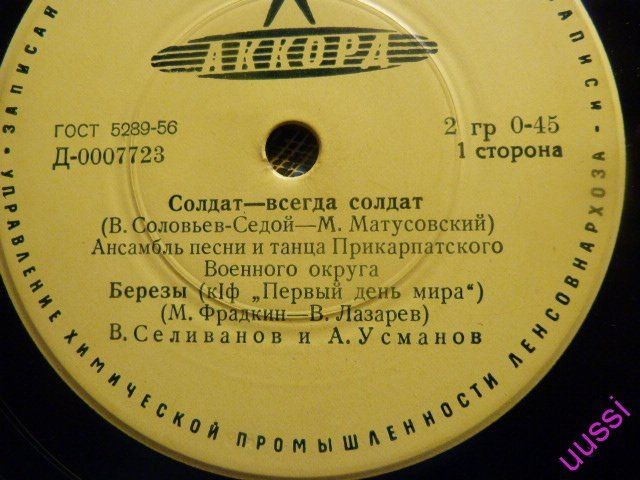 АККОРД
ГОСТ 5289-56
2 гр 0-45
Д-0007723
1 сторона
Солдат—всегда солдат
(В. Соловьев-Седой—М. Матусовский)
Ансамбль песни и танца Прикарпатского
Военного округа
Березы (к|ф „Первый день мира“)
(М. Фрадкин—В. Лазарев)
В. Селиванов и А. Усманов
УПРАВЛЕНИЕ ХИМИЧЕСКОЙ ПРОМЫШЛЕННОСТИ ЛЕНСОВНАРХОЗА
ЗАПИСАН
ЗАПИСИ
uussi